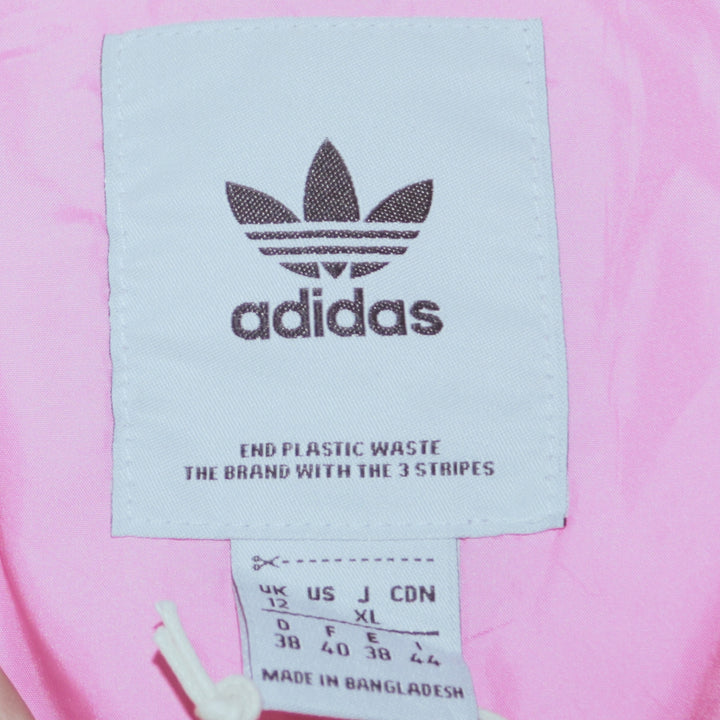 adidas
END PLASTIC WASTE
THE BRAND WITH THE 3 STRIPES
UK US J CDN
12 XL
D F E I
38 40 38 44
MADE IN BANGLADESH